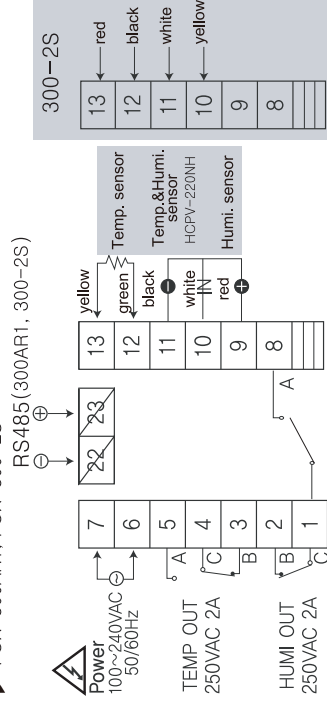 RS485(300AR1, 300-2S)
⊖ ⊕
22 23
Power
100~240VAC
50/60Hz
TEMP OUT
250VAC 2A
HUMI OUT
250VAC 2A
7
6
5 A
4 C
3 B
2 B
1 C
A
13 yellow
12 green
11 black
10 white IN
9 red
8
Temp. sensor
Temp.&Humi.
sensor
HCPV-220NH
Humi. sensor
300-2S
13 red
12 black
11 white
10 yellow
9
8